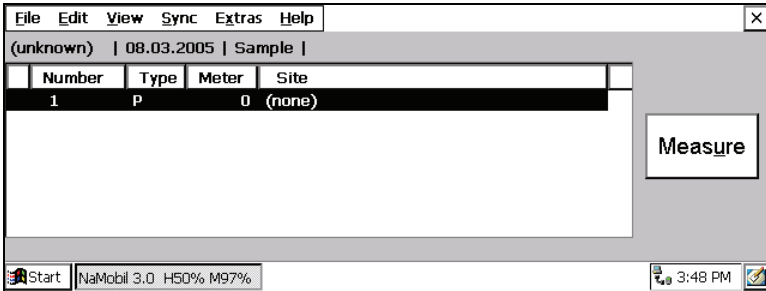 File Edit View Sync Extras Help
(unknown) | 08.03.2005 | Sample |
Number Type Meter Site
1 P 0 (none)
Measure
Start NaMobil 3.0 H50% M97% 3:48 PM